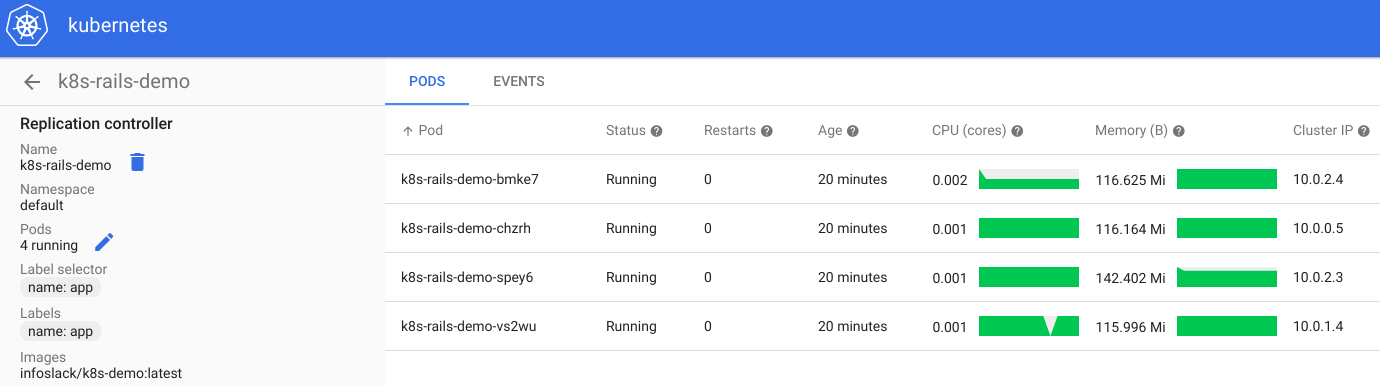 kubernetes
k8s-rails-demo
Replication controller
Name
k8s-rails-demo
Namespace
default
Pods
4 running
Label selector
name: app
Labels
name: app
Images
infoslack/k8s-demo:latest
PODS EVENTS
Pod Status Restarts Age CPU (cores) Memory (B) Cluster IP
k8s-rails-demo-bmke7 Running 0 20 minutes 0.002 116.625 Mi 10.0.2.4
k8s-rails-demo-chzrh Running 0 20 minutes 0.001 116.164 Mi 10.0.0.5
k8s-rails-demo-spey6 Running 0 20 minutes 0.001 142.402 Mi 10.0.2.3
k8s-rails-demo-vs2wu Running 0 20 minutes 0.001 115.996 Mi 10.0.1.4